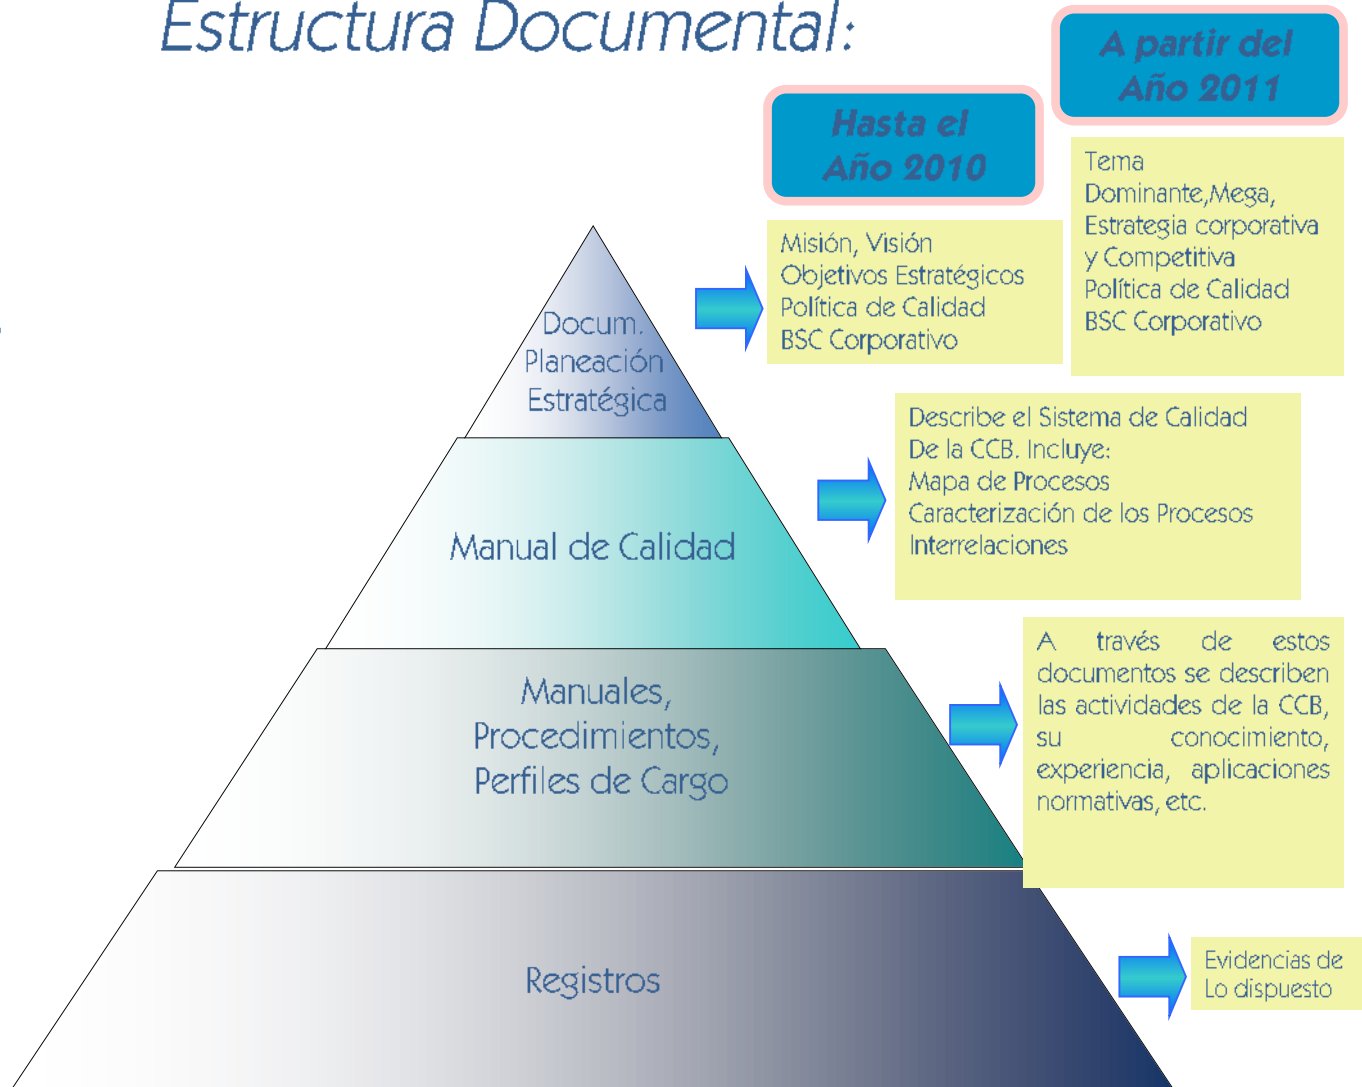 Estructura Documental:
A partir del
Año 2011
Hasta el
Año 2010
Tema
Dominante,Mega,
Estrategia corporativa
y Competitiva
Política de Calidad
BSC Corporativo
Misión, Visión
Objetivos Estratégicos
Política de Calidad
BSC Corporativo
Docum.
Planeación
Estratégica
Describe el Sistema de Calidad
De la CCB. Incluye:
Mapa de Procesos
Caracterización de los Procesos
Interrelaciones
Manual de Calidad
A través de estos
documentos se describen
las actividades de la CCB,
su conocimiento,
experiencia, aplicaciones
normativas, etc.
Manuales,
Procedimientos,
Perfiles de Cargo
Evidencias de
Lo dispuesto
Registros